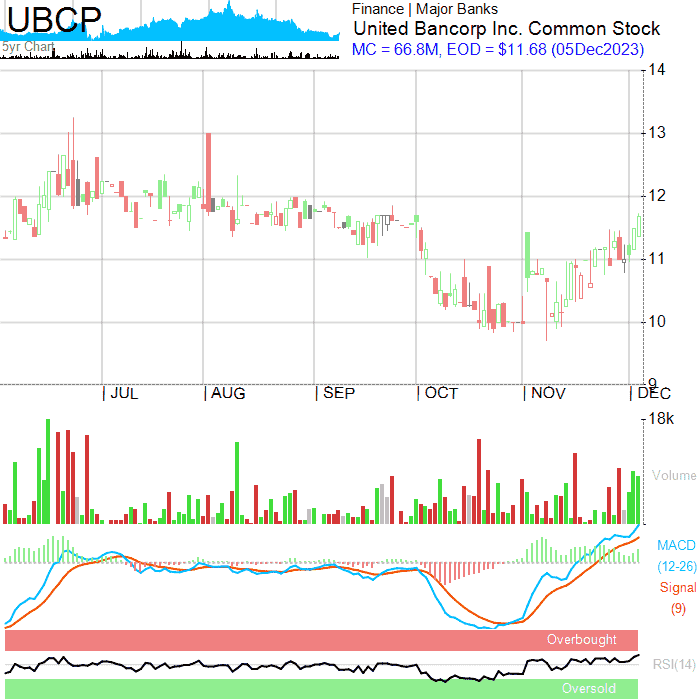 UBCP
5yr Chart
Finance | Major Banks
United Bancorp Inc. Common Stock
MC = 66.8M, EOD = $11.68 (05Dec2023)
14
13
12
11
10
9
| JUL | AUG | SEP | OCT | NOV | DEC
18k
Volume
MACD
(12-26)
Signal
(9)
Overbought
RSI(14)
Oversold